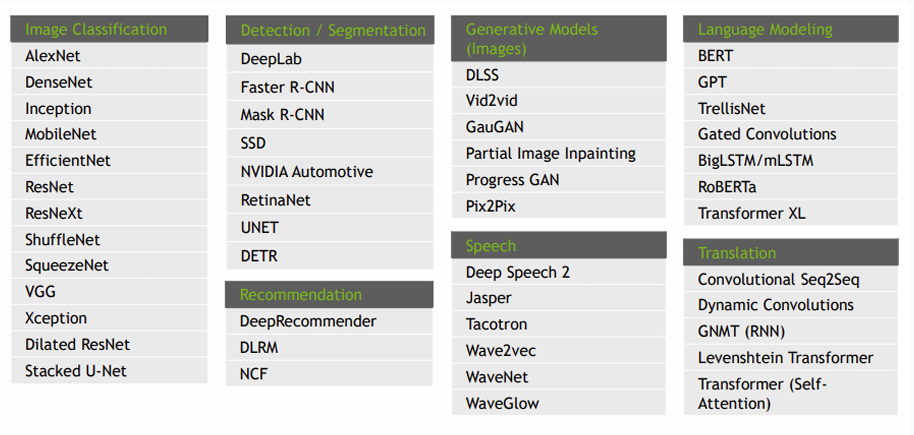 Image Classification
AlexNet
DenseNet
Inception
MobileNet
EfficientNet
ResNet
ResNeXt
ShuffleNet
SqueezeNet
VGG
Xception
Dilated ResNet
Stacked U-Net
Detection / Segmentation
DeepLab
Faster R-CNN
Mask R-CNN
SSD
NVIDIA Automotive
RetinaNet
UNET
DETR
Recommendation
DeepRecommender
DLRM
NCF
Generative Models
(Images)
DLSS
Vid2vid
GauGAN
Partial Image Inpainting
Progress GAN
Pix2Pix
Speech
Deep Speech 2
Jasper
Tacotron
Wave2vec
WaveNet
WaveGlow
Language Modeling
BERT
GPT
TrellisNet
Gated Convolutions
BigLSTM/mLSTM
RoBERTa
Transformer XL
Translation
Convolutional Seq2Seq
Dynamic Convolutions
GNMT (RNN)
Levenshtein Transformer
Transformer (Self-
Attention)